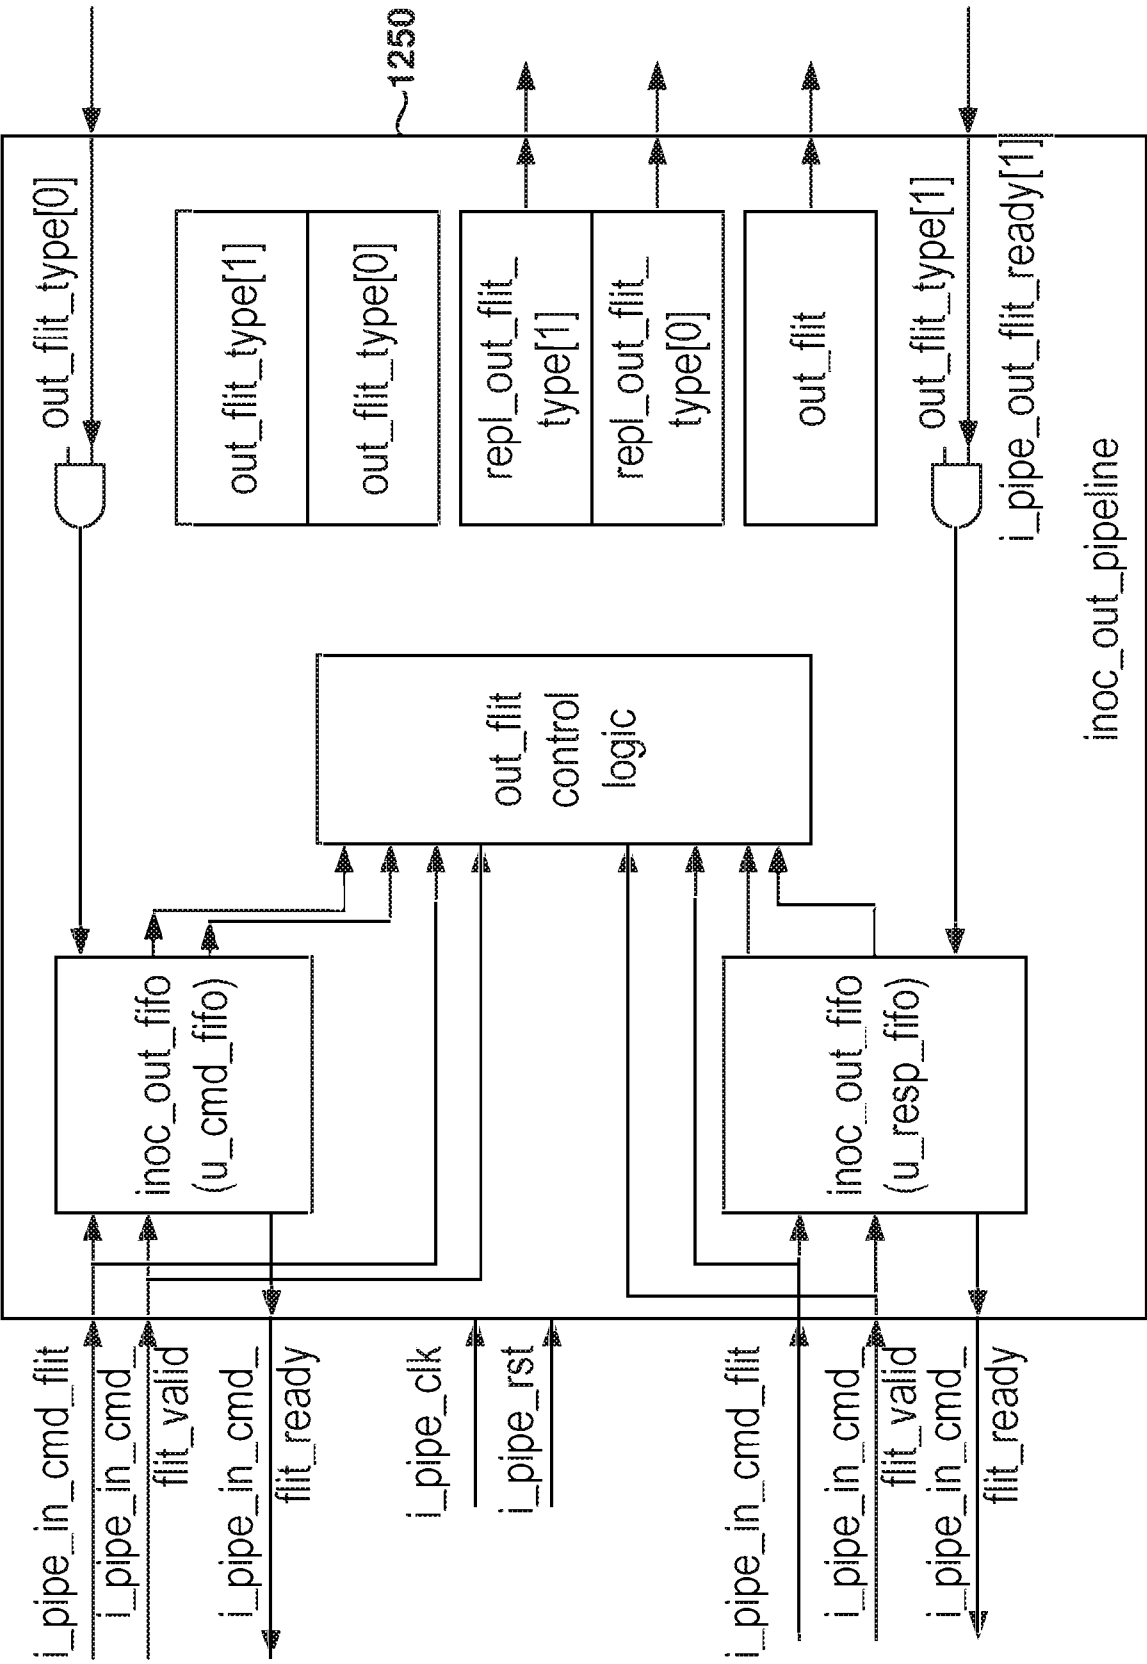 i_pipe_in_cmd_flit
i_pipe_in_cmd_
flit_valid
i_pipe_in_cmd_
flit_ready
i_pipe_clk
i_pipe_rst
i_pipe_in_cmd_flit
i_pipe_in_cmd_
flit_valid
i_pipe_in_cmd_
flit_ready
inoc_out_fifo
(u_cmd_fifo)
inoc_out_fifo
(u_resp_fifo)
out_flit
control
logic
out_flit_type[0]
out_flit_type[1]
out_flit_type[0]
repl_out_flit_
type[1]
repl_out_flit_
type[0]
out_flit
out_flit_type[1]
i_pipe_out_flit_ready[1]
inoc_out_pipeline
1250